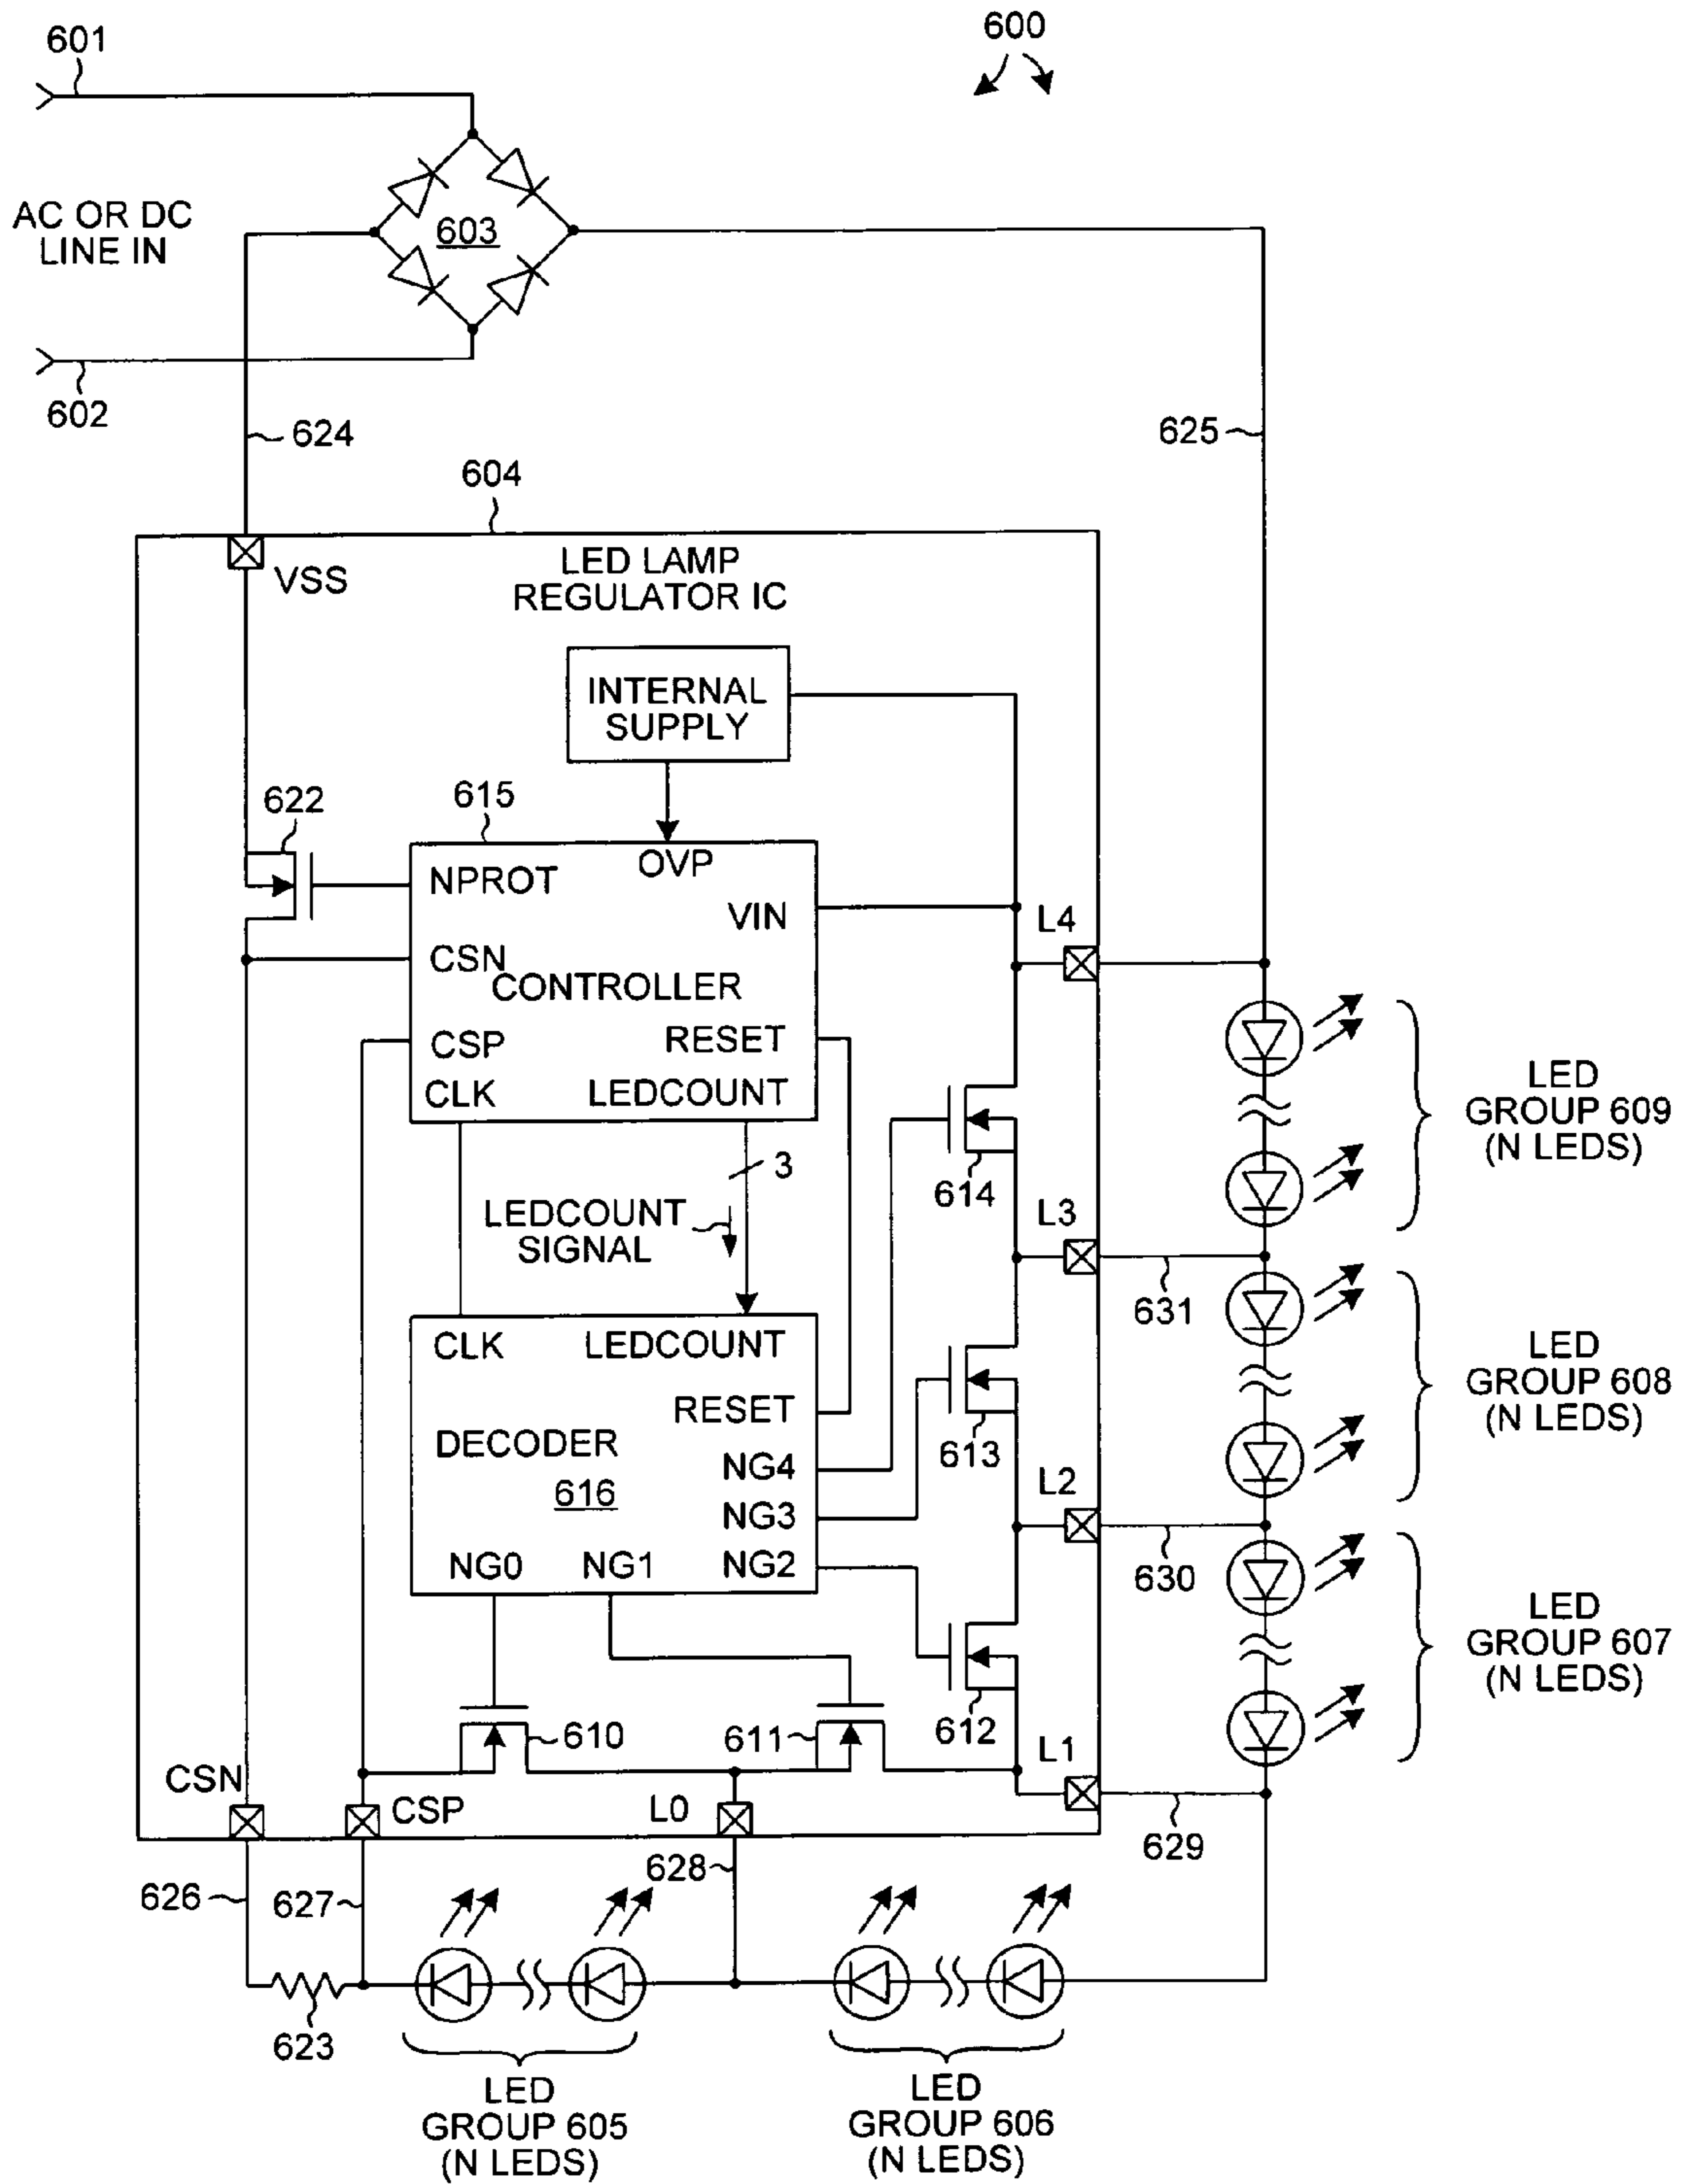 600
601
AC OR DC
LINE IN
603
602
624
625
604
VSS
LED LAMP
REGULATOR IC
INTERNAL
SUPPLY
622
615
NPROT
OVP
VIN
CSN
CONTROLLER
CSP
RESET
CLK
LEDCOUNT
L4
LED
GROUP 609
(N LEDS)
3
614
LEDCOUNT
SIGNAL
L3
631
CLK
LEDCOUNT
RESET
DECODER
616
NG4
NG3
NG2
NG0
NG1
613
LED
GROUP 608
(N LEDS)
L2
630
LED
GROUP 607
(N LEDS)
610
611
612
L1
CSN
CSP
L0
629
626
627
628
623
LED
GROUP 605
(N LEDS)
LED
GROUP 606
(N LEDS)